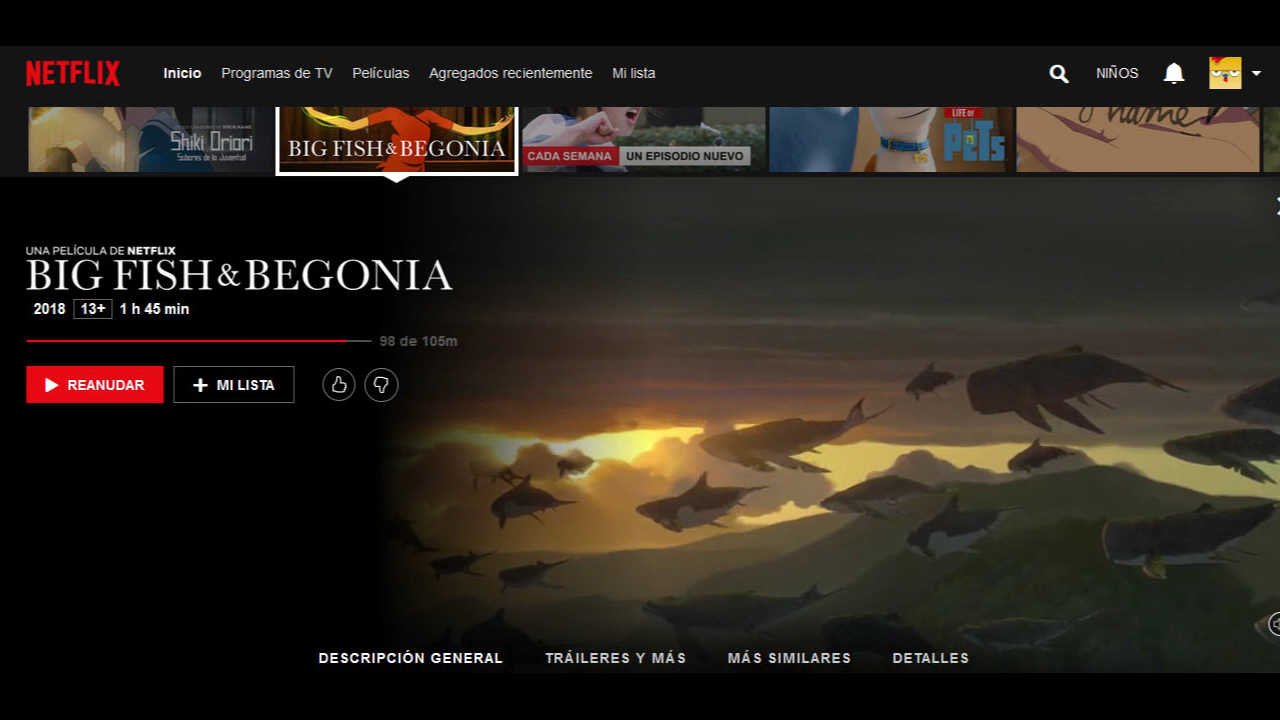 NETFLIX Inicio Programas de TV Películas Agregados recientemente Mi lista NIÑOS
Shiki Oriori
Sabores de la Juventud
BIG FISH & BEGONIA
CADA SEMANA UN EPISODIO NUEVO
LIFE OF
PETS
name
UNA PELÍCULA DE NETFLIX
BIG FISH & BEGONIA
2018 13+ 1 h 45 min
98 de 105m
REANUDAR MI LISTA
DESCRIPCIÓN GENERAL TRÁILERES Y MÁS MÁS SIMILARES DETALLES